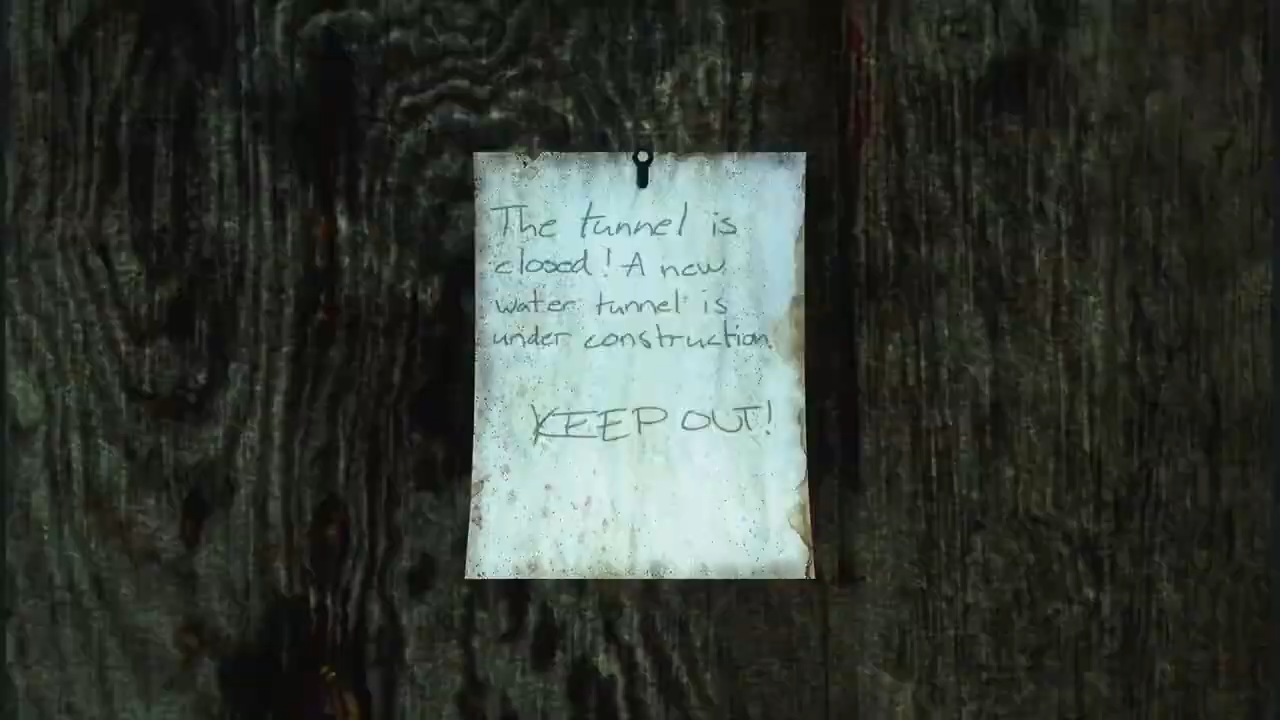 The tunnel is
closed! A new
water tunnel is
under construction.
KEEP OUT!